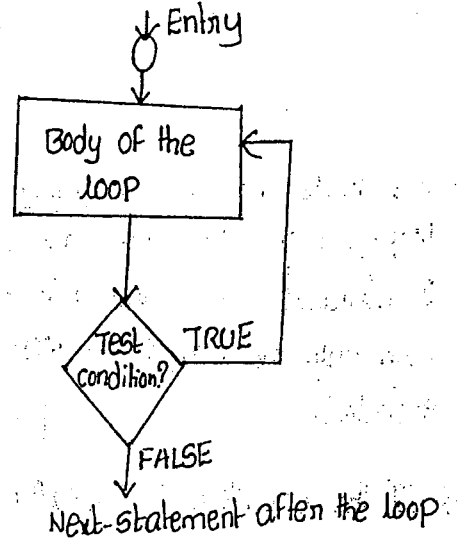 Entry
Body of the
loop
Test
condition?
TRUE
FALSE
Next-statement after the loop